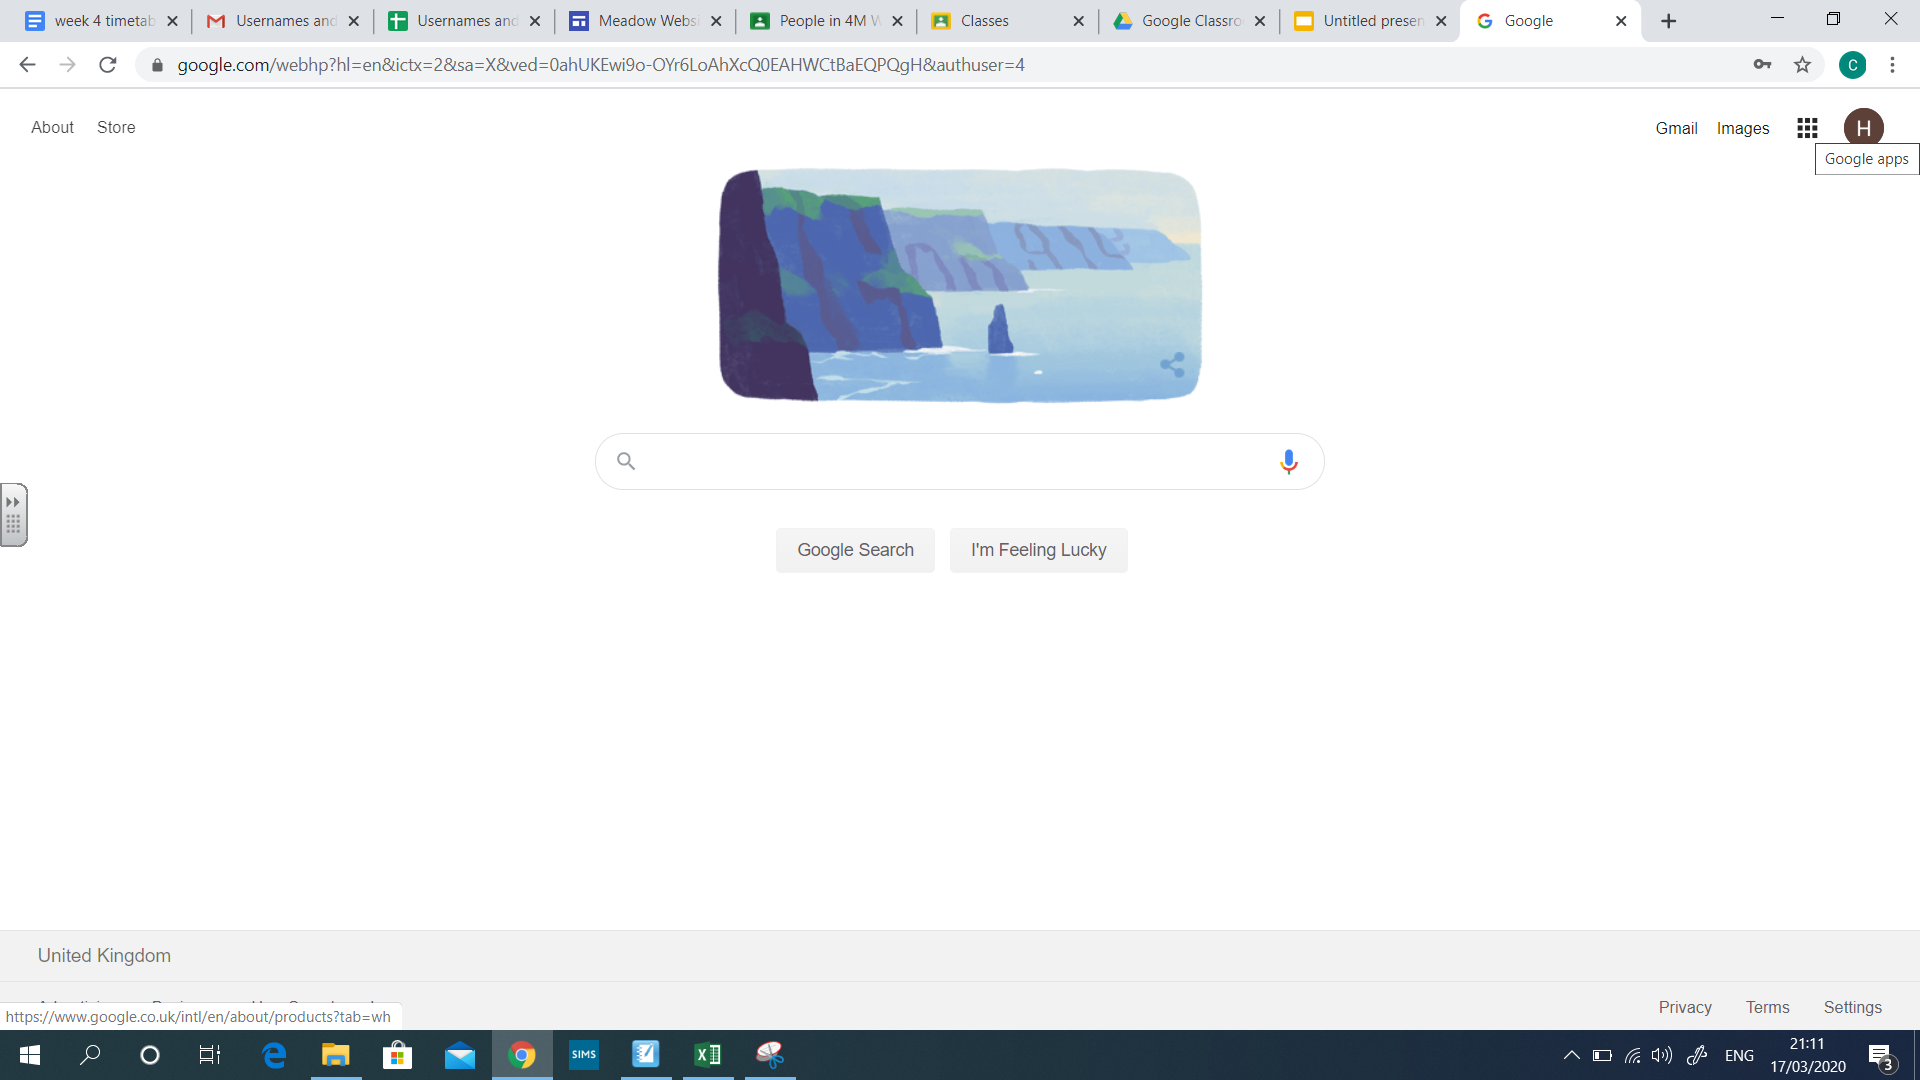 week 4 timetab
Usernames and
Usernames and
Meadow Websi
People in 4M W
Classes
Google Classro
Untitled presen
Google
google.com/webhp?hl=en&ictx=2&sa=X&ved=0ahUKEwi9o-OYr6LoAhXcQ0EAHWCtBaEQPQgH&authuser=4
C
About Store
Gmail Images
H
Google apps
Google Search
I'm Feeling Lucky
United Kingdom
Privacy Terms Settings
https://www.google.co.uk/intl/en/about/products?tab=wh
SIMS
ENG
21:11
17/03/2020
3